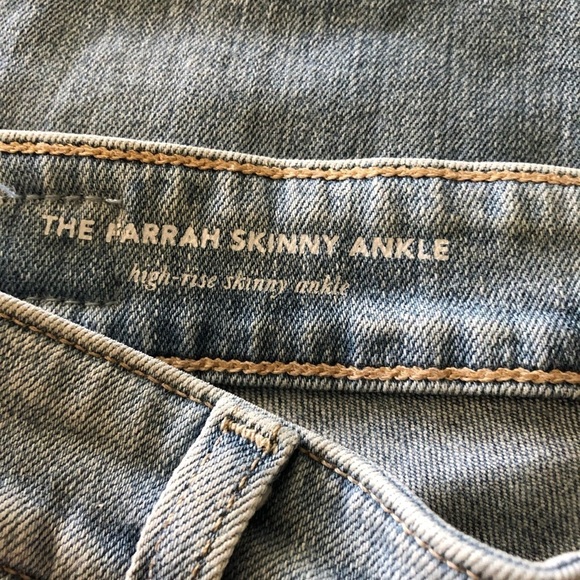 THE FARRAH SKINNY ANKLE
high-rise skinny ankle